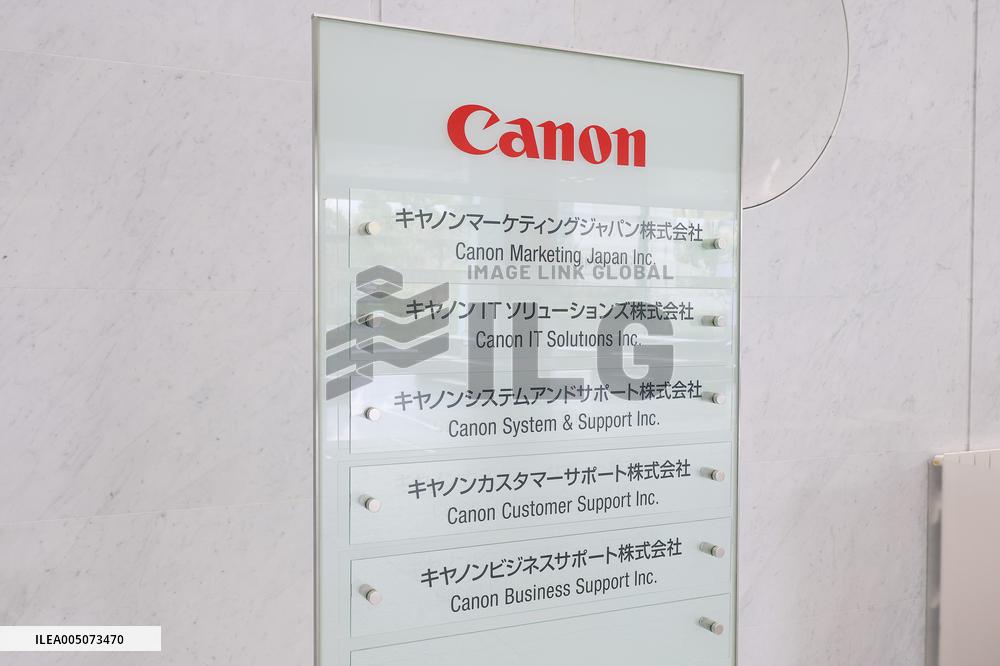 Canon
キヤノンマーケティングジャパン株式会社
Canon Marketing Japan Inc.
IMAGE LINK GLOBAL
キヤノンITソリューションズ株式会社
Canon IT Solutions Inc.
ILG
キヤノンシステムアンドサポート株式会社
Canon System & Support Inc.
キヤノンカスタマーサポート株式会社
Canon Customer Support Inc.
キヤノンビジネスサポート株式会社
Canon Business Support Inc.
ILEA005073470